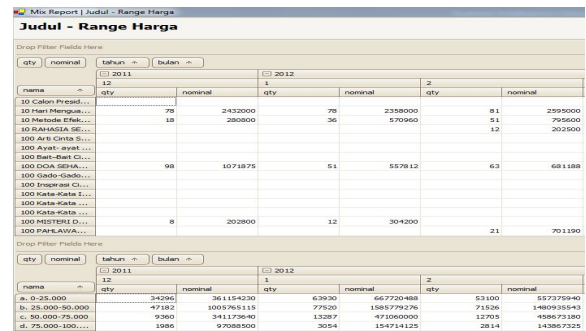 Mix Report | Judul - Range Harga
Judul - Range Harga
Drop Filter Fields Here
qty nominal tahun bulan
2011 2012
12 1 2
nama qty nominal qty nominal qty nominal
10 Calon Presid...
10 Hari Mengua... 78 2432000 78 2358000 81 2595000
10 Metode Efek... 18 280800 36 570960 51 795600
10 RAHASIA SE... 12 202500
100 Arti Cinta S...
100 Ayat- ayat ...
100 Bait-Bait Ci...
100 DOA SEHA... 98 1071875 51 557812 63 681188
100 Gado-Gado...
100 Inspirasi Ci...
100 Kata-Kata I...
100 Kata-Kata ...
100 Kata-Kata ...
100 MISTERI D... 8 202800 12 304200
100 PAHLAWA... 21 701190
Drop Filter Fields Here
qty nominal tahun bulan
2011 2012
12 1 2
nama qty nominal qty nominal qty nominal
a. 0-25.000 34296 361154230 63930 667720488 53100 557375940
b. 25.000-50.000 47182 1005765115 77520 1585779276 71526 1480935543
c. 50.000-75.000 9360 341173640 13287 471060000 12705 458673180
d. 75.000-100.... 1986 97088500 3054 154714125 2814 143867325